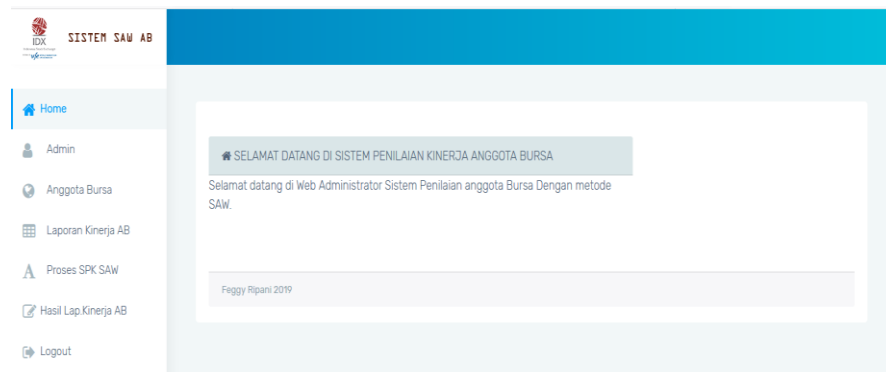 IDX
SISTEM SAW AB
Home
Admin
Anggota Bursa
Laporan Kinerja AB
Proses SPK SAW
Hasil Lap.Kinerja AB
Logout
SELAMAT DATANG DI SISTEM PENILAIAN KINERJA ANGGOTA BURSA
Selamat datang di Web Administrator Sistem Penilaian anggota Bursa Dengan metode
SAW.
Feggy Ripani 2019